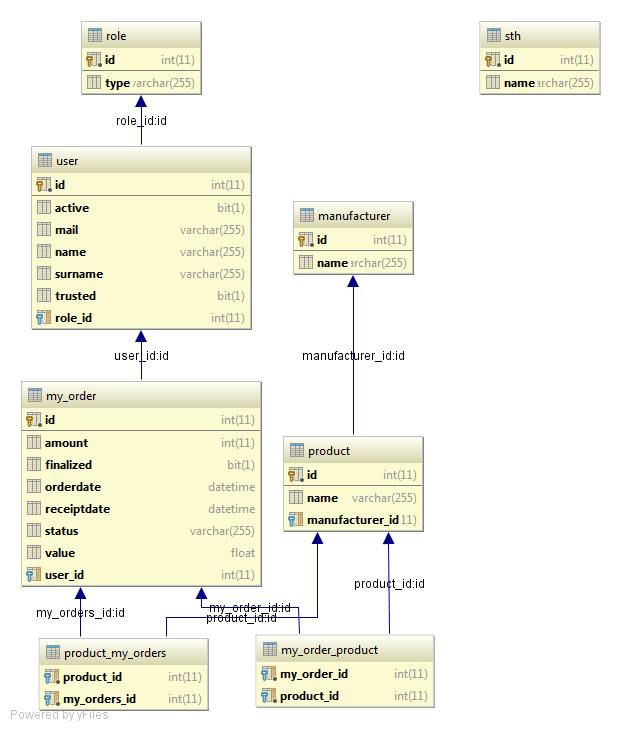 role
id int(11)
type varchar(255)
sth
id int(11)
name archar(255)
role_id:id
user
id int(11)
active bit(1)
mail varchar(255)
name varchar(255)
surname varchar(255)
trusted bit(1)
role_id int(11)
manufacturer
id int(11)
name archar(255)
user_id:id
manufacturer_id:id
my_order
id int(11)
amount int(11)
finalized bit(1)
orderdate datetime
receiptdate datetime
status varchar(255)
value float
user_id int(11)
product
id int(11)
name varchar(255)
manufacturer_id 11)
product_id:id
my_orders_id:id
my_order_id:id
product_id:id
product_my_orders
product_id int(11)
my_orders_id int(11)
my_order_product
my_order_id int(11)
product_id int(11)
Powered by yFiles